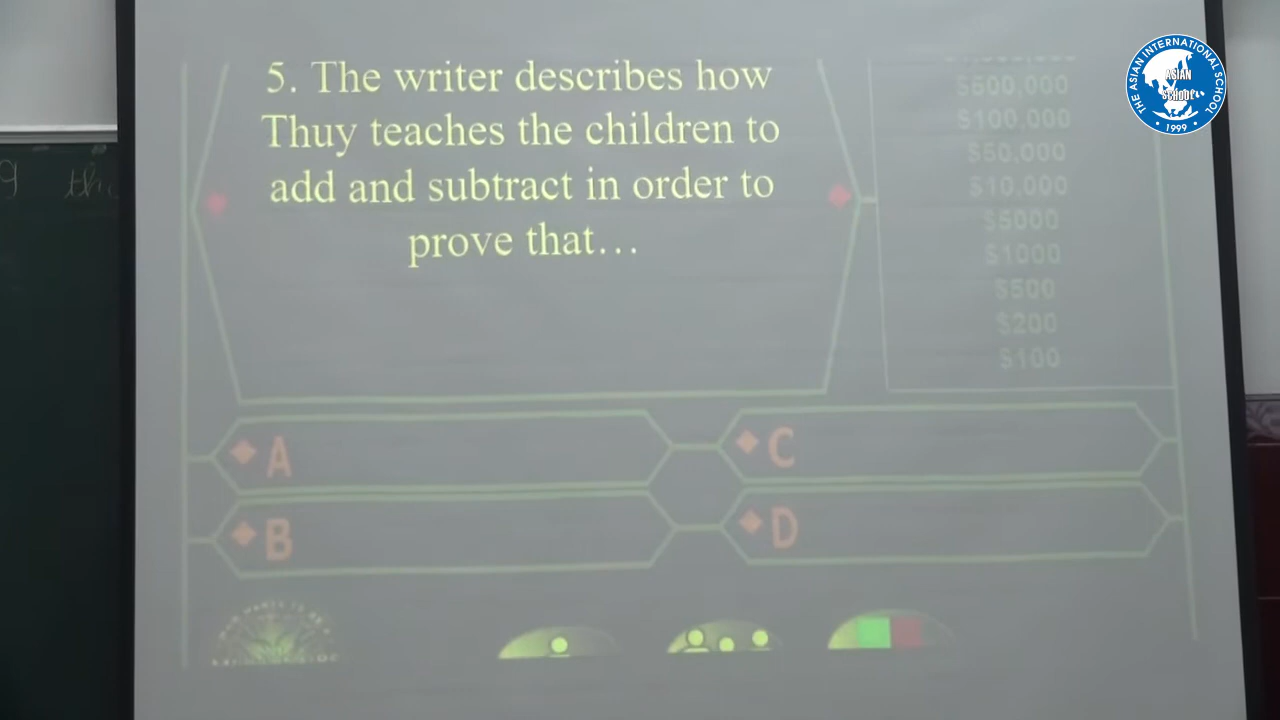 5. The writer describes how
Thuy teaches the children to
add and subtract in order to
prove that…
$500,000
$100,000
$50,000
$10,000
$5000
$1000
$500
$200
$100
A
C
B
D
THE ASIAN INTERNATIONAL SCHOOL
ASIAN
SCHOOL
1999